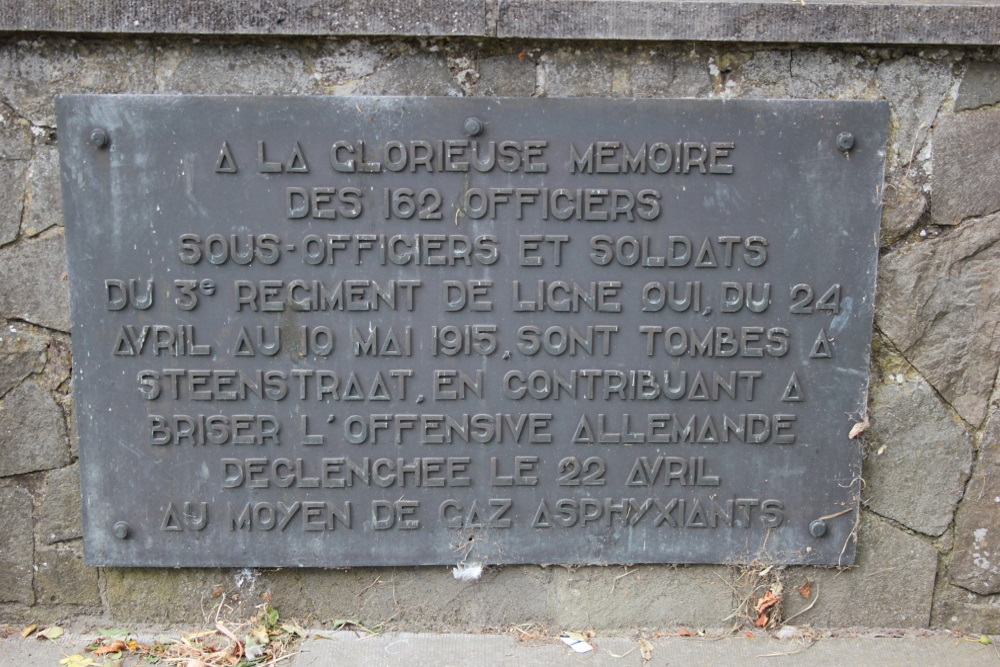 A LA GLORIEUSE MEMOIRE
DES 162 OFFICIERS
SOUS-OFFICIERS ET SOLDATS
DU 3e REGIMENT DE LIGNE QUI, DU 24
AVRIL AU 10 MAI 1915, SONT TOMBES A
STEENSTRAAT, EN CONTRIBUANT A
BRISER L'OFFENSIVE ALLEMANDE
DECLENCHEE LE 22 AVRIL
AU MOYEN DE GAZ ASPHYXIANTS